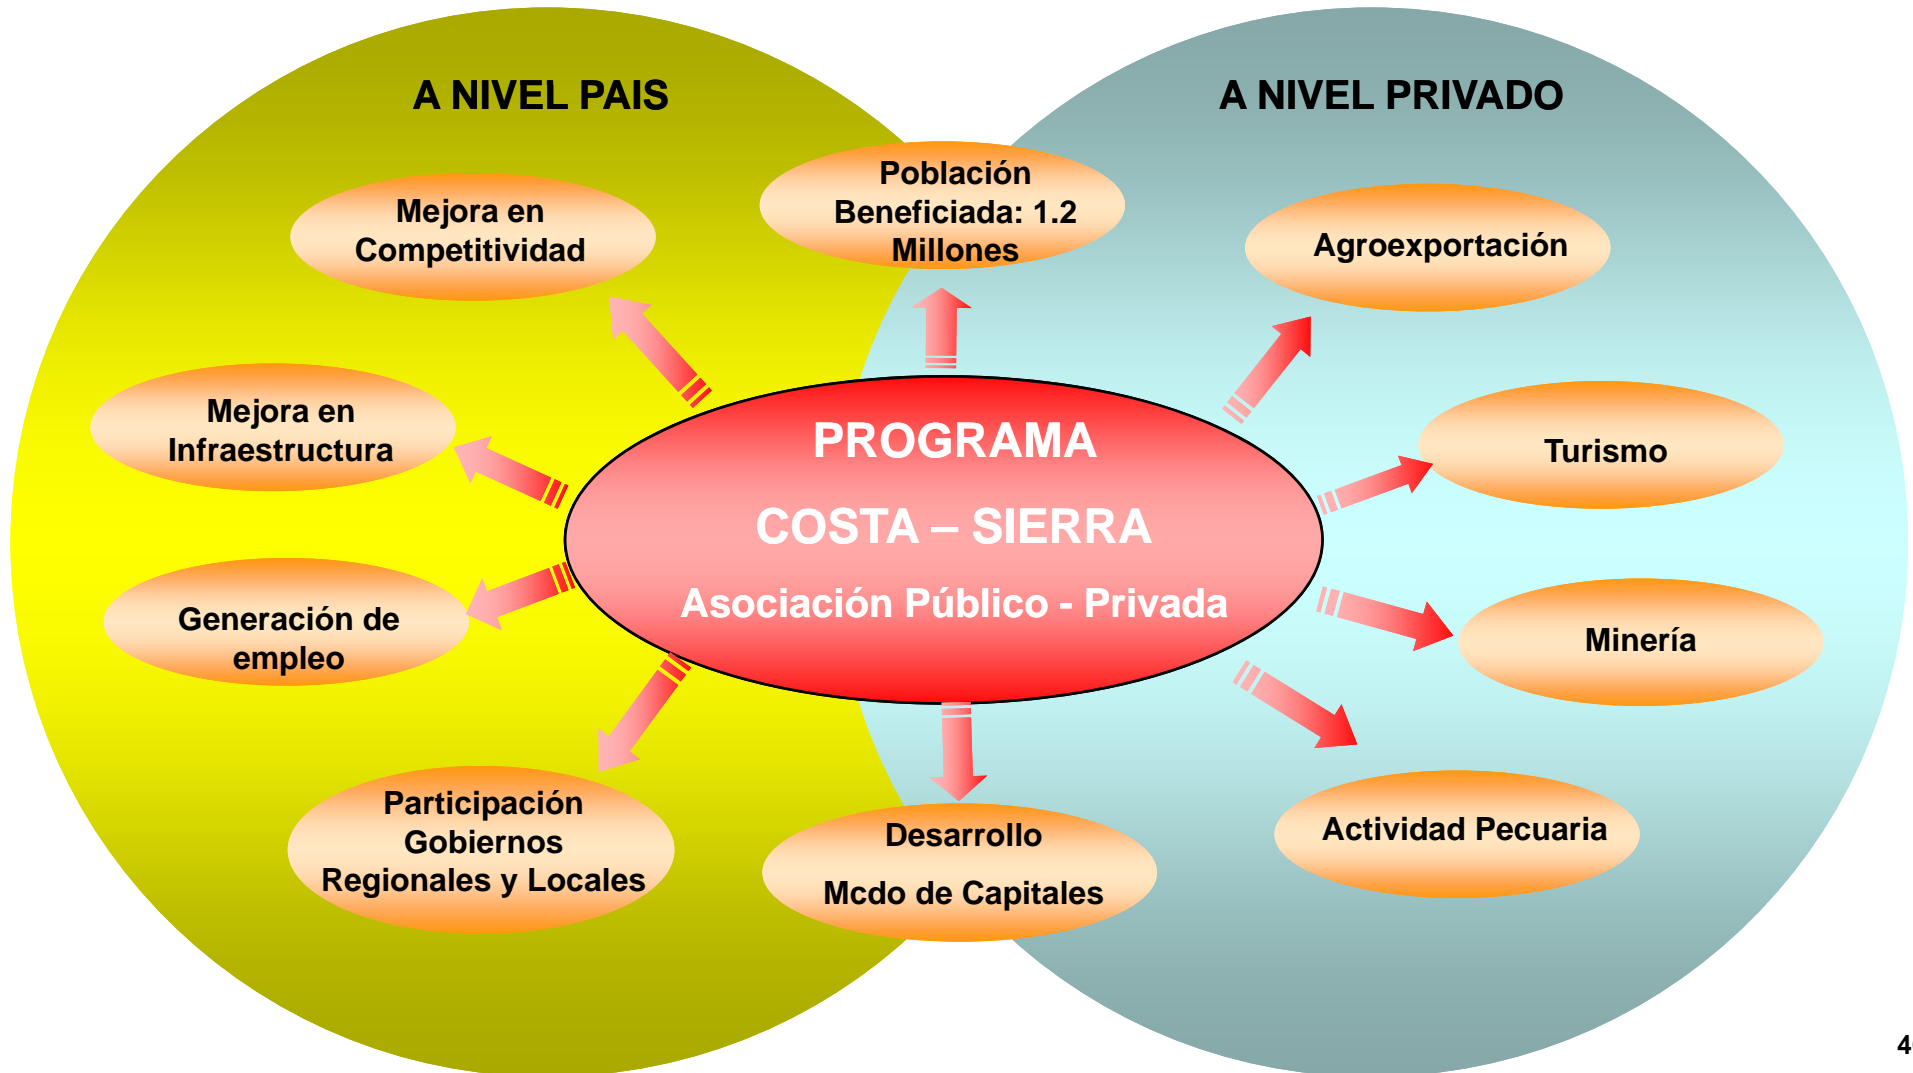 A NIVEL PAIS
A NIVEL PRIVADO
Población
Beneficiada: 1.2
Millones
Mejora en
Competitividad
Agroexportación
Mejora en
Infraestructura
Turismo
PROGRAMA
COSTA – SIERRA
Asociación Público - Privada
Generación de
empleo
Minería
Participación
Gobiernos
Regionales y Locales
Desarrollo
Mcdo de Capitales
Actividad Pecuaria